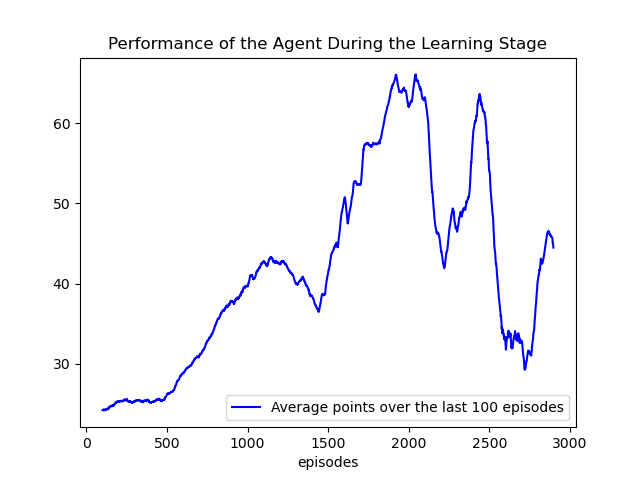 Performance of the Agent During the Learning Stage
60
50
40
30
Average points over the last 100 episodes
0 500 1000 1500 2000 2500 3000
episodes